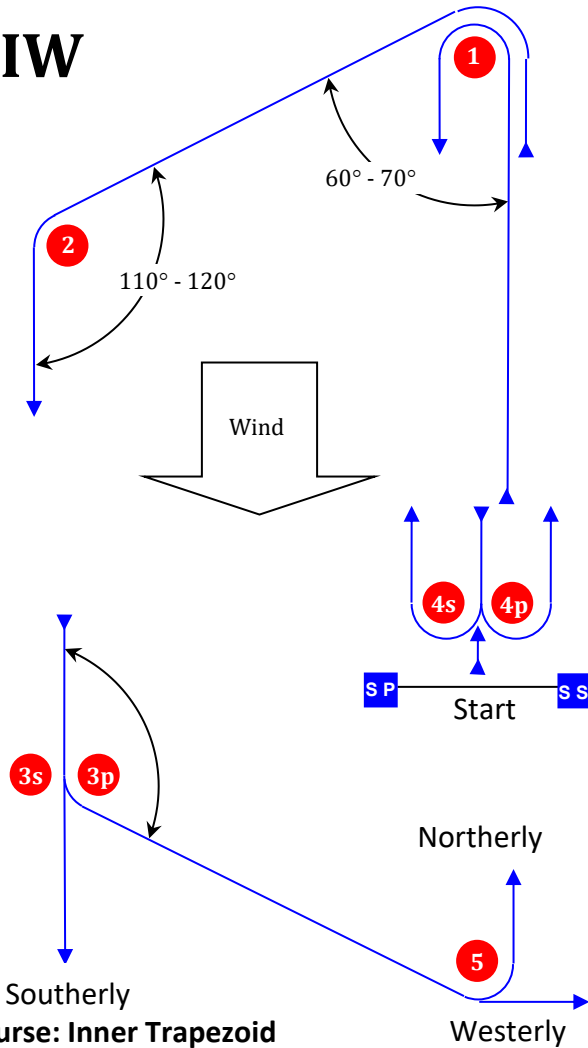 IW
1
60° - 70°
2
110° - 120°
Wind
4s 4p
S P S S
Start
3s 3p
Northerly
5
Southerly
urse: Inner Trapezoid
Westerly